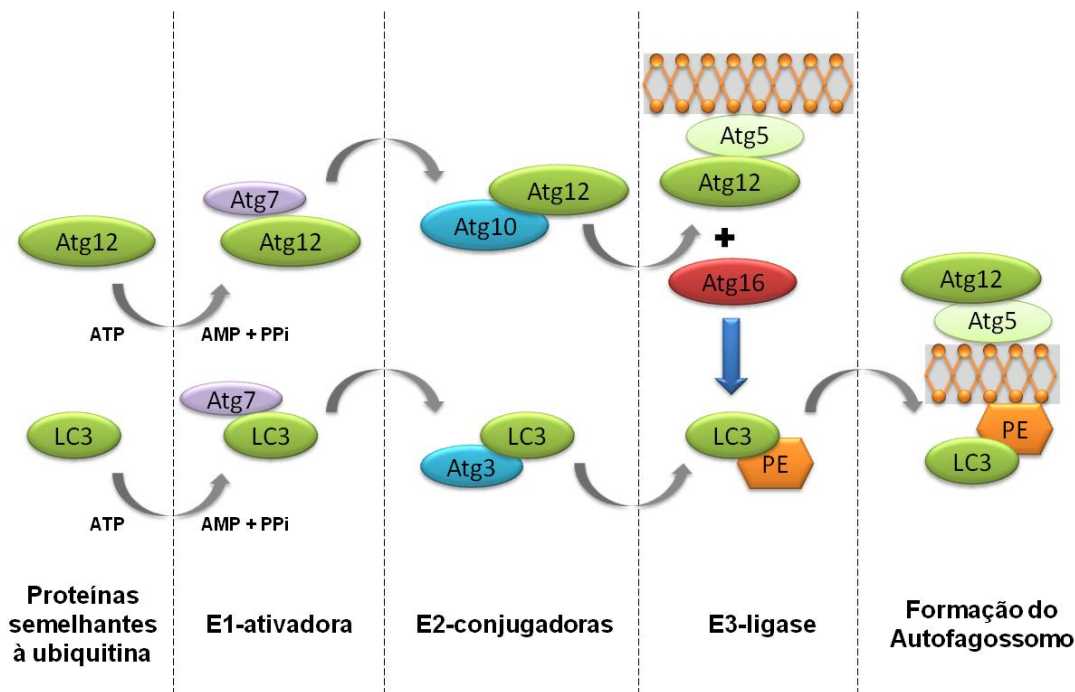 Atg12
ATP
Atg7
Atg12
AMP + PPi
Atg12
Atg10
Atg5
Atg12
+
Atg16
Atg12
Atg5
LC3
ATP
Atg7
LC3
AMP + PPi
LC3
Atg3
LC3
PE
PE
LC3
Proteínas
semelhantes
à ubiquitina
E1-ativadora
E2-conjugadoras
E3-ligase
Formação do
Autofagossomo